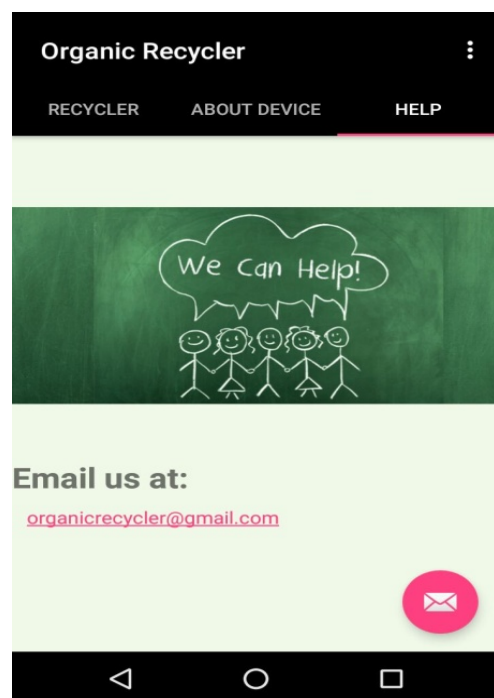 Organic Recycler
RECYCLER ABOUT DEVICE HELP
We Can Help!
Email us at:
organicrecycler@gmail.com